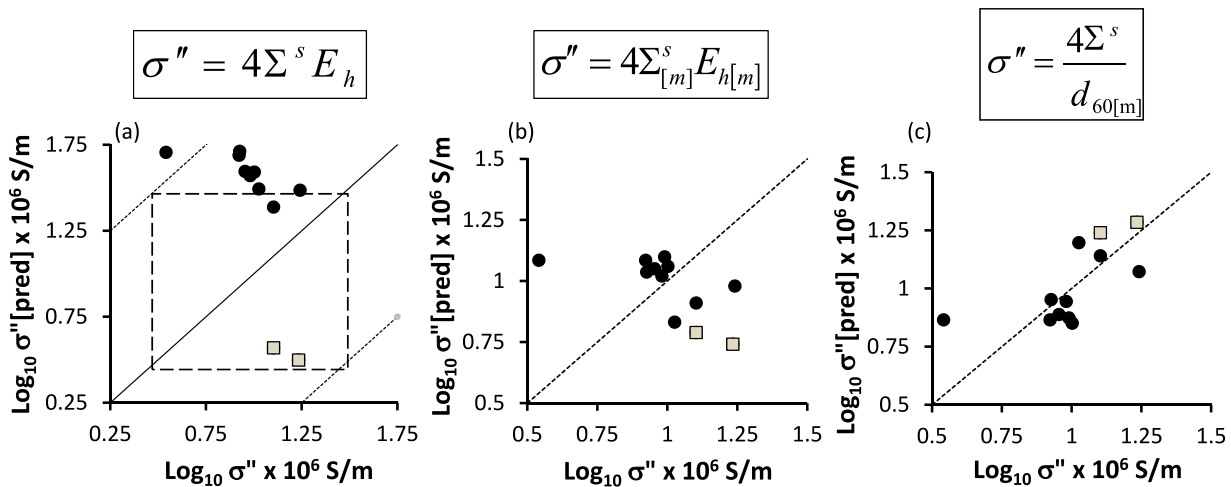 σ″ = 4Σ^s E_h
σ″ = 4Σ^s_[m] E_h[m]
σ″ = 4Σ^s / d_60[m]
(a)
Log10 σ"[pred] x 10^6 S/m
1.75
1.25
0.75
0.25
0.25 0.75 1.25 1.75
Log10 σ" x 10^6 S/m
(b)
Log10 σ"[pred] x 10^6 S/m
1.5
1.25
1
0.75
0.5
0.5 0.75 1 1.25 1.5
Log10 σ" x 10^6 S/m
(c)
Log10 σ"[pred] x 10^6 S/m
1.5
1.25
1
0.75
0.5
0.5 0.75 1 1.25 1.5
Log10 σ" x 10^6 S/m